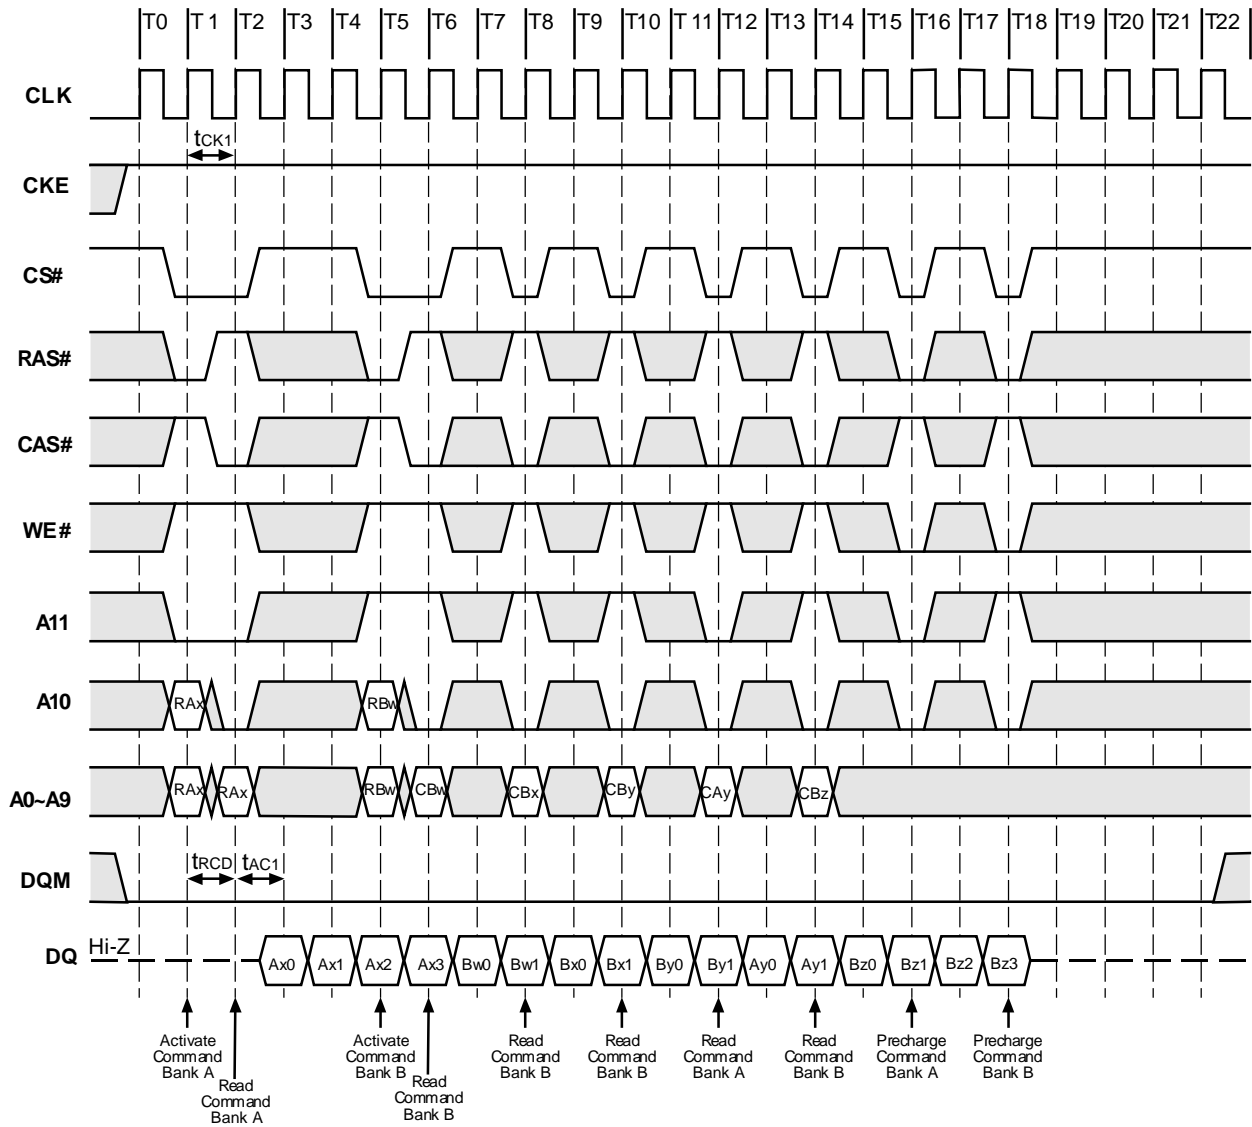 T0 T1 T2 T3 T4 T5 T6 T7 T8 T9 T10 T11 T12 T13 T14 T15 T16 T17 T18 T19 T20 T21 T22
CLK
tCK1
CKE
CS#
RAS#
CAS#
WE#
A11
A10 RAx RBw
A0~A9 RAx RAx RBw CBw CBx CBy CAy CBz
DQM tRCD tAC1
DQ Hi-Z Ax0 Ax1 Ax2 Ax3 Bw0 Bw1 Bx0 Bx1 By0 By1 Ay0 Ay1 Bz0 Bz1 Bz2 Bz3
Activate
Command
Bank A
Read
Command
Bank A
Activate
Command
Bank B
Read
Command
Bank B
Read
Command
Bank B
Read
Command
Bank B
Read
Command
Bank A
Read
Command
Bank B
Precharge
Command
Bank A
Precharge
Command
Bank B